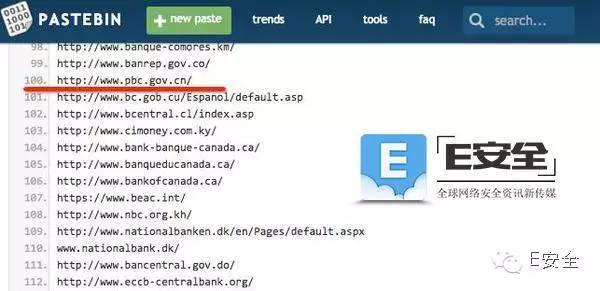 0011
1000
101
PASTEBIN
+ new paste
trends
API
tools
faq
search...
98. http://www.banque-comores.km/
99. http://www.banrep.gov.co/
100. http://www.pbc.gov.cn/
101. http://www.bc.gob.cu/Espanol/default.asp
102. http://www.bcentral.cl/index.asp
103. http://www.cimoney.com.ky/
104. http://www.bank-banque-canada.ca/
105. http://www.banqueducanada.ca/
106. http://www.bankofcanada.ca/
107. https://www.beac.int/
108. http://www.nbc.org.kh/
109. http://www.nationalbanken.dk/en/Pages/default.aspx
110. www.nationalbank.dk/
111. http://www.bancentral.gov.do/
112. http://www.eccb-centralbank.org/
E
E安全
全球网络安全资讯新传媒
E安全